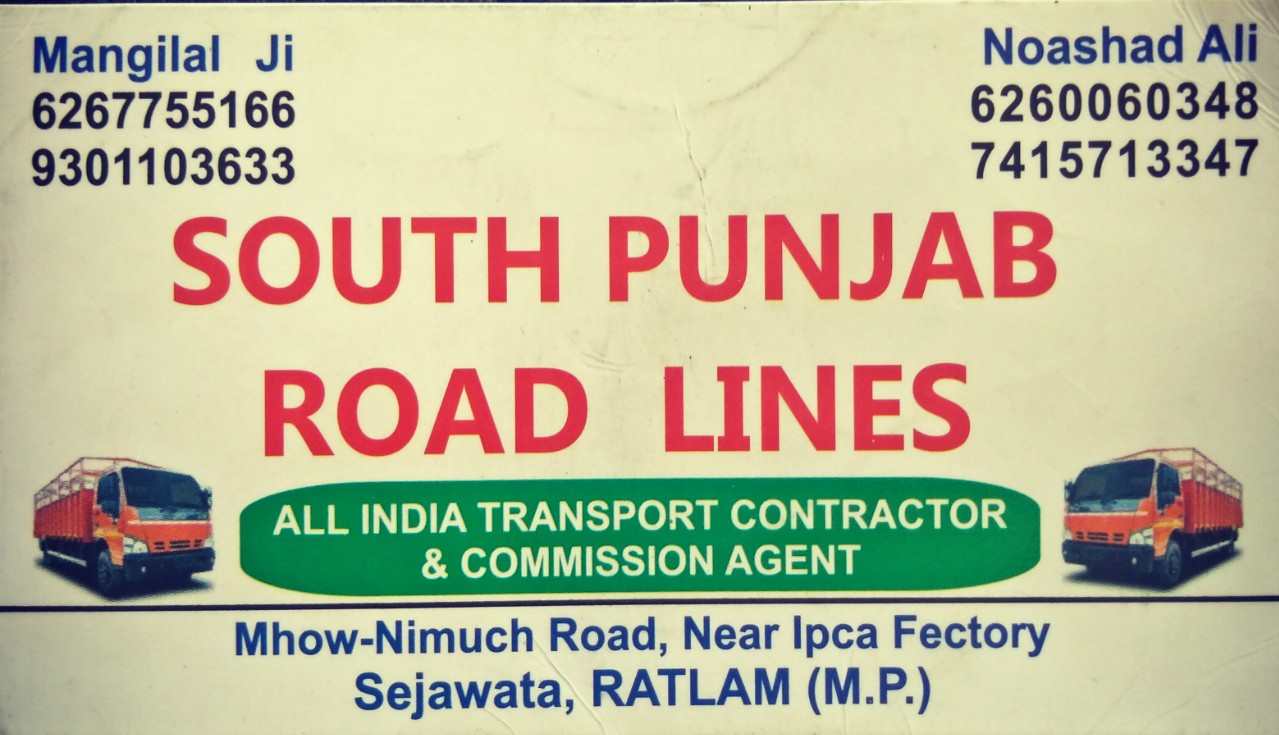 Mangilal Ji
6267755166
9301103633
Noashad Ali
6260060348
7415713347
SOUTH PUNJAB
ROAD LINES
ALL INDIA TRANSPORT CONTRACTOR
& COMMISSION AGENT
Mhow-Nimuch Road, Near Ipca Fectory
Sejawata, RATLAM (M.P.)